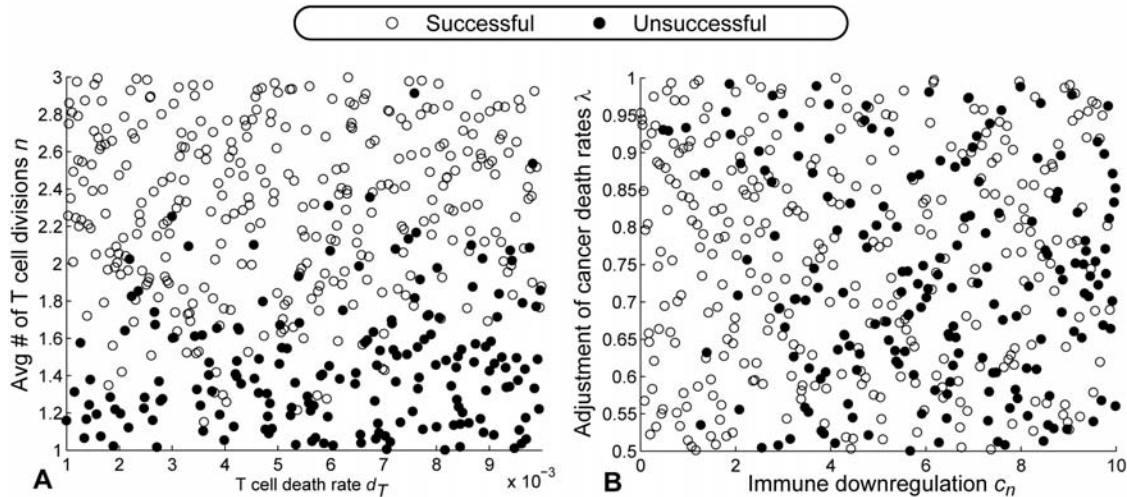 Successful Unsuccessful
Avg # of T cell divisions n
3
2.8
2.6
2.4
2.2
2
1.8
1.6
1.4
1.2
1
1 2 3 4 5 6 7 8 9
x 10⁻³
A
T cell death rate d_T
Adjustment of cancer death rates λ
1
0.95
0.9
0.85
0.8
0.75
0.7
0.65
0.6
0.55
0.5
0 2 4 6 8 10
B
Immune downregulation c_n